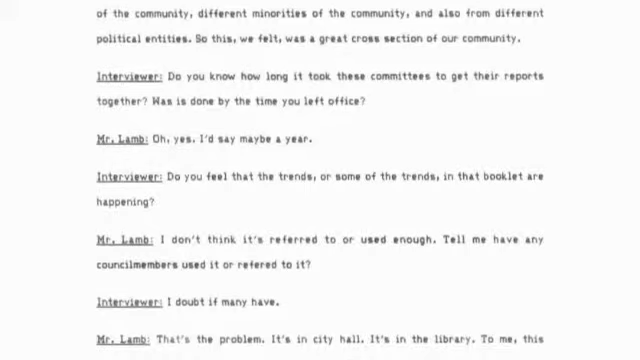 of the community, different minorities of the community, and also from different
political entities. So this, we felt, was a great cross section of our community.
Interviewer: Do you know how long it took these committees to get their reports
together? Was is done by the time you left office?
Mr. Lamb: Oh, yes. I'd say maybe a year.
Interviewer: Do you feel that the trends, or some of the trends, in that booklet are
happening?
Mr. Lamb: I don't think it's referred to or used enough. Tell me have any
councilmembers used it or refered to it?
Interviewer: I doubt if many have.
Mr. Lamb: That's the problem. It's in city hall. It's in the library. To me, this